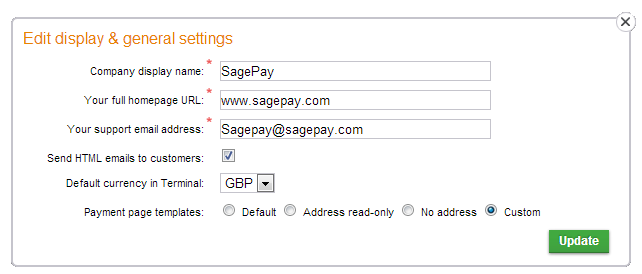 Edit display & general settings
Company display name: * SagePay
Your full homepage URL: * www.sagepay.com
Your support email address: * Sagepay@sagepay.com
Send HTML emails to customers:
Default currency in Terminal: GBP
Payment page templates: Default Address read-only No address Custom
Update